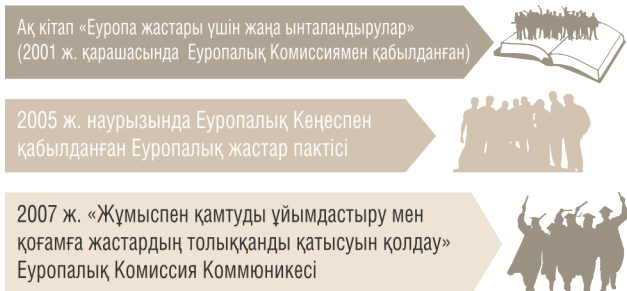 Ақ кітап «Еуропа жастары үшін жаңа ынталандырулар»
(2001 ж. қарашасында Еуропалық Комиссиямен қабылданған)
2005 ж. наурызында Еуропалық Кеңеспен
қабылданған Еуропалық жастар пактісі
2007 ж. «Жұмыспен қамтуды ұйымдастыру мен
қоғамға жастардың толыққанды қатысуын қолдау»
Еуропалық Комиссия Коммюникесі